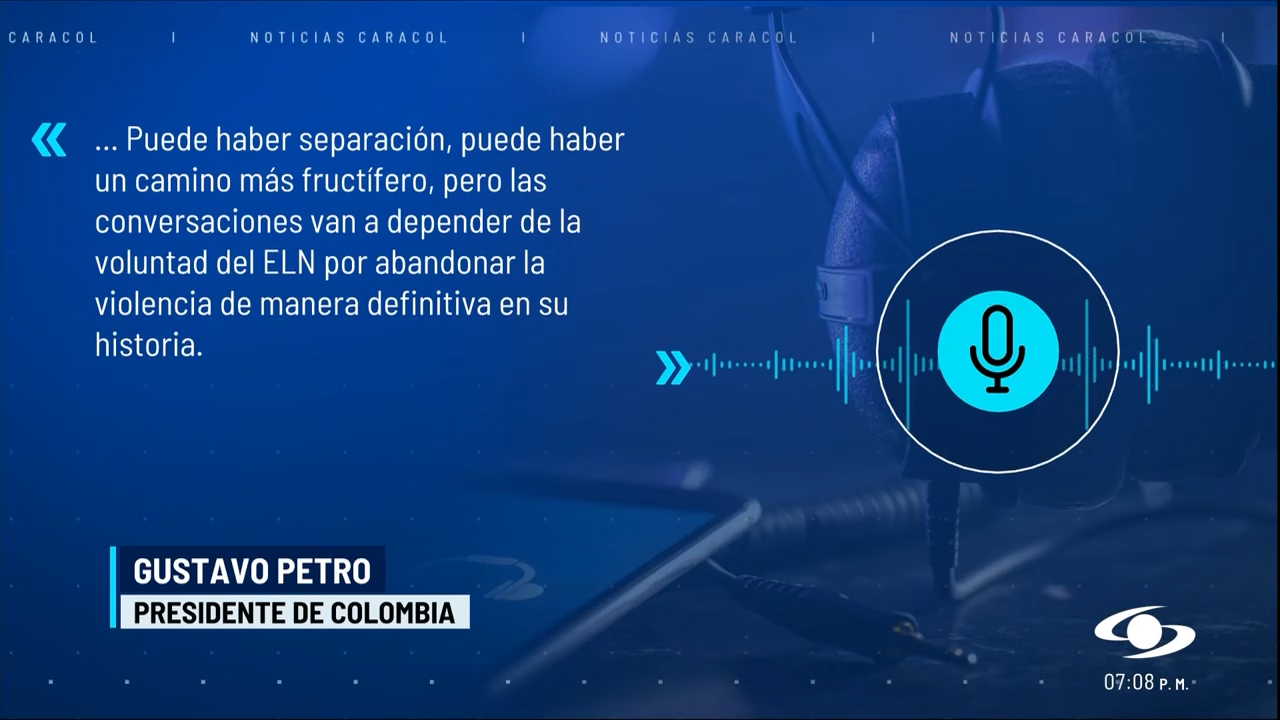 CARACOL | NOTICIAS CARACOL | NOTICIAS CARACOL | NOTICIAS CARACOL |
« ... Puede haber separación, puede haber
un camino más fructífero, pero las
conversaciones van a depender de la
voluntad del ELN por abandonar la
violencia de manera definitiva en su
historia. »
GUSTAVO PETRO
PRESIDENTE DE COLOMBIA
07:08 P. M.